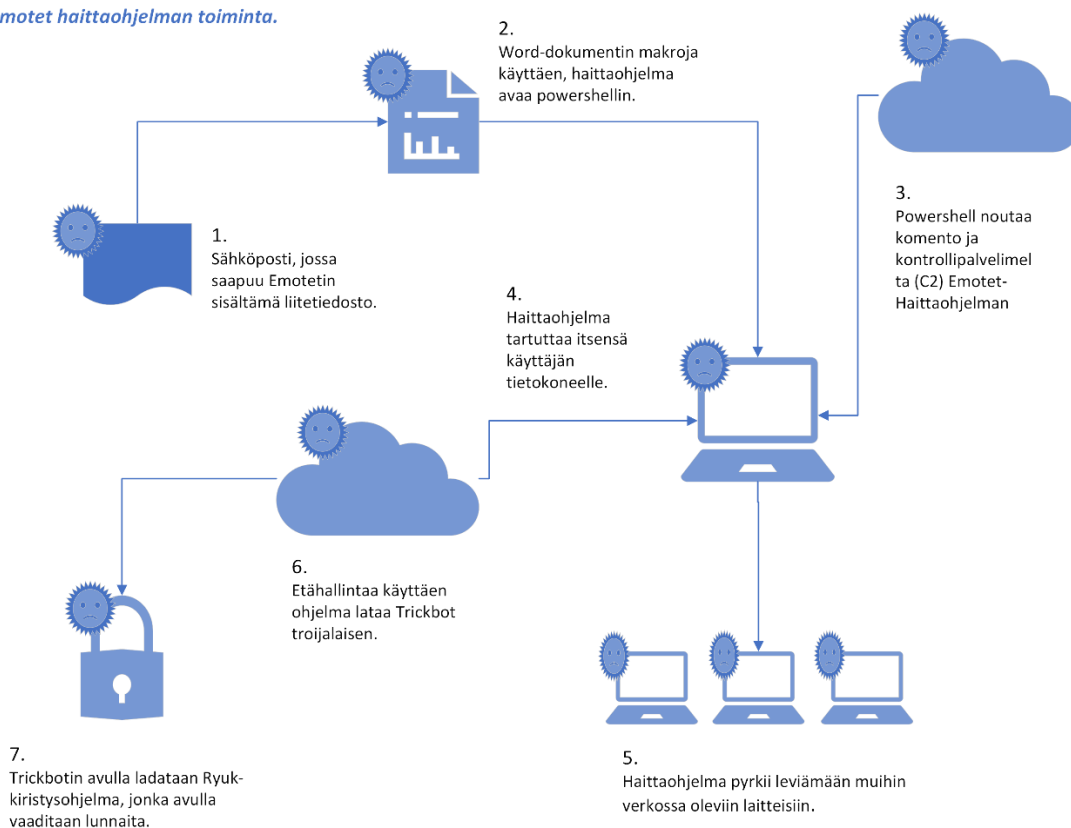 motet haittaohjelman toiminta.
1.
Sähköposti, jossa
saapuu Emotetin
sisältämä liitetiedosto.
2.
Word-dokumentin makroja
käyttäen, haittaohjelma
avaa powershellin.
3.
Powershell noutaa
komento ja
kontrollipalvelimel
ta (C2) Emotet-
Haittaohjelman
4.
Haittaohjelma
tartuttaa itsensä
käyttäjän
tietokoneelle.
5.
Haittaohjelma pyrkii leviämään muihin
verkossa oleviin laitteisiin.
6.
Etähallintaa käyttäen
ohjelma lataa Trickbot
troijalaisen.
7.
Trickbotin avulla ladataan Ryuk-
kiristysohjelma, jonka avulla
vaaditaan lunnaita.